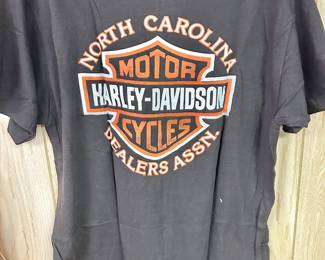 NORTH CAROLINA
MOTOR
HARLEY-DAVIDSON
CYCLES
DEALERS ASSN.